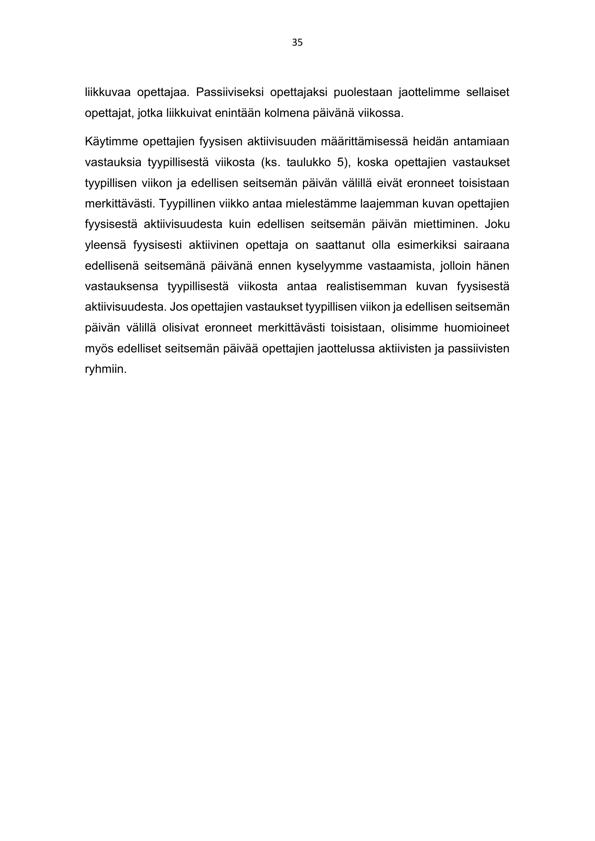 35
liikkuvaa opettajaa. Passiiviseksi opettajaksi puolestaan jaottelimme sellaiset
opettajat, jotka liikkuivat enintään kolmena päivänä viikossa.
Käytimme opettajien fyysisen aktiivisuuden määrittämisessä heidän antamiaan
vastauksia tyypillisestä viikosta (ks. taulukko 5), koska opettajien vastaukset
tyypillisen viikon ja edellisen seitsemän päivän välillä eivät eronneet toisistaan
merkittävästi. Tyypillinen viikko antaa mielestämme laajemman kuvan opettajien
fyysisestä aktiivisuudesta kuin edellisen seitsemän päivän miettiminen. Joku
yleensä fyysisesti aktiivinen opettaja on saattanut olla esimerkiksi sairaana
edellisenä seitsemänä päivänä ennen kyselyymme vastaamista, jolloin hänen
vastauksensa tyypillisestä viikosta antaa realistisemman kuvan fyysisestä
aktiivisuudesta. Jos opettajien vastaukset tyypillisen viikon ja edellisen seitsemän
päivän välillä olisivat eronneet merkittävästi toisistaan, olisimme huomioineet
myös edelliset seitsemän päivää opettajien jaottelussa aktiivisten ja passiivisten
ryhmiin.